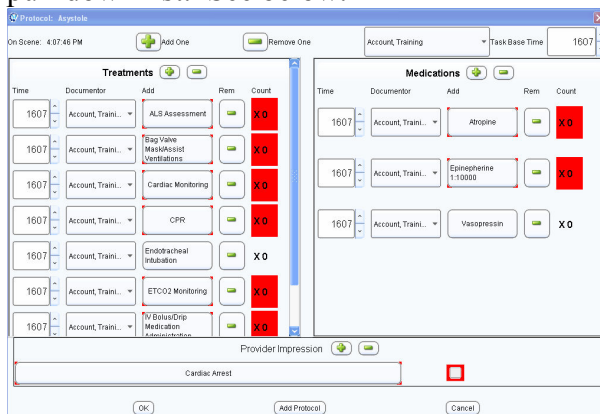 Protocol: Asystole
On Scene: 4:07:46 PM Add One Remove One Account, Training Task Base Time 1607
Treatments Medications
Time Documentor Add Rem Count Time Documentor Add Rem Count
1607 Account, Traini... ALS Assessment X 0
1607 Account, Traini... Bag Valve Mask/Assist Ventilations X 0
1607 Account, Traini... Cardiac Monitoring X 0
1607 Account, Traini... CPR X 0
1607 Account, Traini... Endotracheal Intubation X 0
1607 Account, Traini... ETCO2 Monitoring X 0
1607 Account, Traini... IV Bolus/Drip Medication Administration X 0
1607 Account, Traini... Atropine X 0
1607 Account, Traini... Epinepherine 1:10000 X 0
1607 Account, Traini... Vasopressin X 0
Provider Impression
Cardiac Arrest
OK Add Protocol Cancel